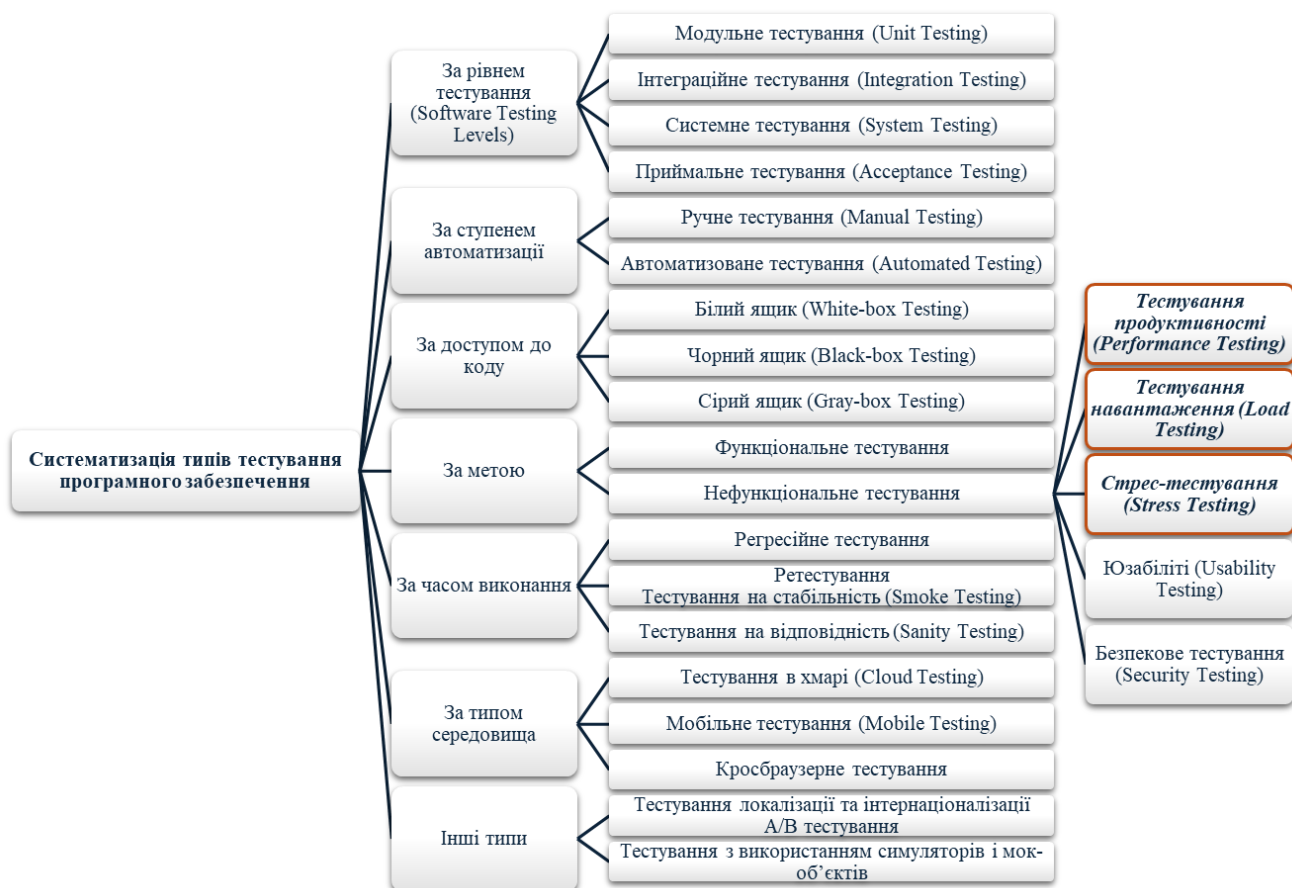 Систематизація типів тестування
програмного забезпечення
За рівнем
тестування
(Software Testing
Levels)
Модульне тестування (Unit Testing)
Інтеграційне тестування (Integration Testing)
Системне тестування (System Testing)
Приймальне тестування (Acceptance Testing)
За ступенем
автоматизації
Ручне тестування (Manual Testing)
Автоматизоване тестування (Automated Testing)
За доступом до
коду
Білий ящик (White-box Testing)
Чорний ящик (Black-box Testing)
Сірий ящик (Gray-box Testing)
За метою
Функціональне тестування
Нефункціональне тестування
Тестування
продуктивності
(Performance Testing)
Тестування
навантаження (Load
Testing)
Стрес-тестування
(Stress Testing)
Юзабіліті (Usability
Testing)
Безпекове тестування
(Security Testing)
За часом виконання
Регресійне тестування
Ретестування
Тестування на стабільність (Smoke Testing)
Тестування на відповідність (Sanity Testing)
За типом
середовища
Тестування в хмарі (Cloud Testing)
Мобільне тестування (Mobile Testing)
Кросбраузерне тестування
Інші типи
Тестування локалізації та інтернаціоналізації
A/B тестування
Тестування з використанням симуляторів і мок-
об’єктів